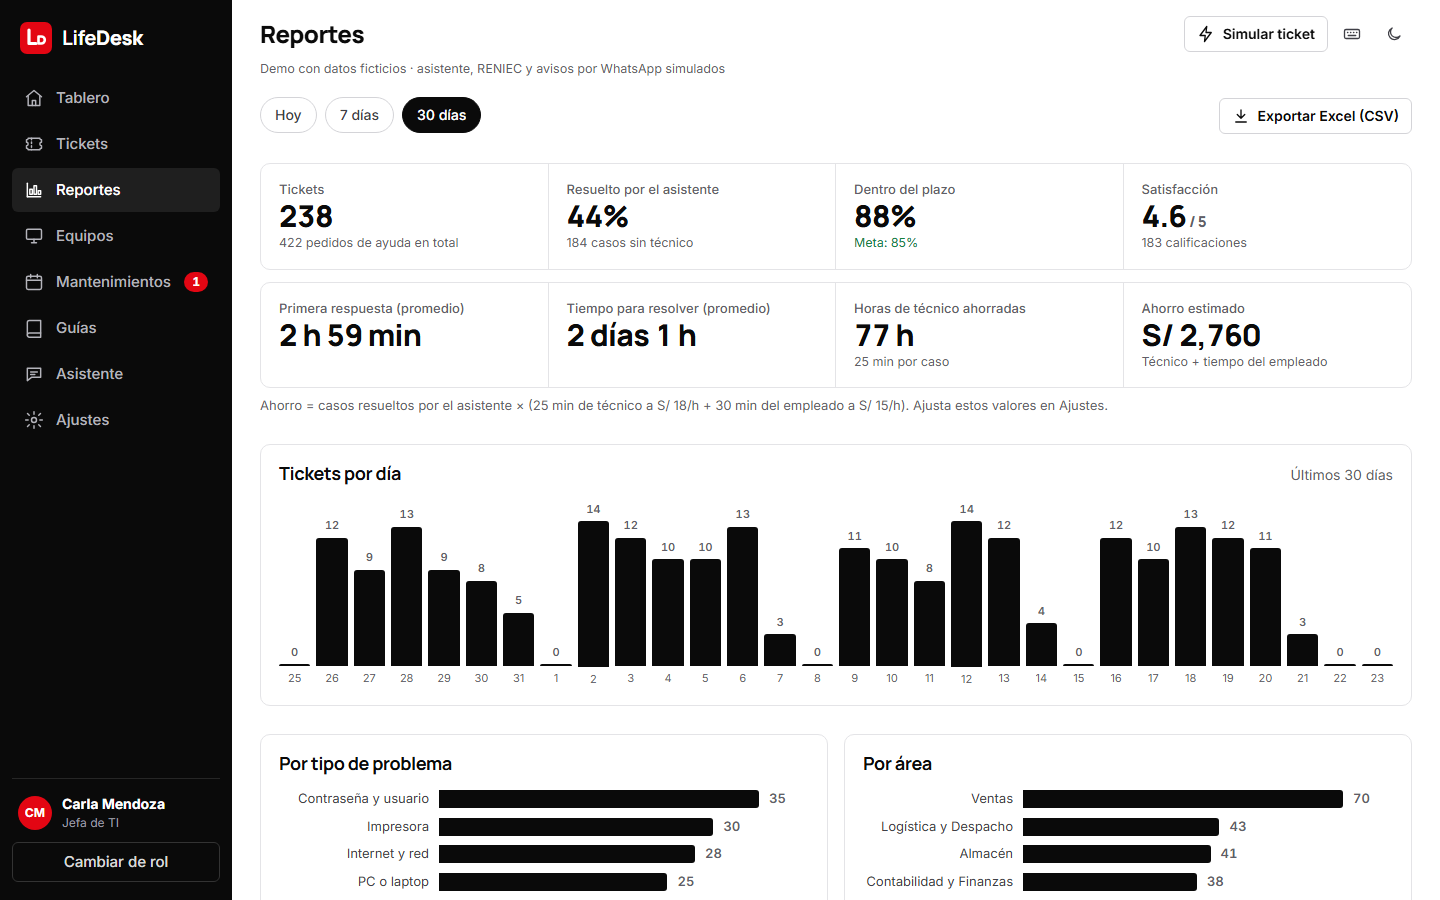 LD LifeDesk
Tablero
Tickets
Reportes
Equipos
Mantenimientos 1
Guías
Asistente
Ajustes
CM Carla Mendoza
Jefa de TI
Cambiar de rol
Reportes
Simular ticket
Demo con datos ficticios · asistente, RENIEC y avisos por WhatsApp simulados
Hoy 7 días 30 días
Exportar Excel (CSV)
Tickets
238
422 pedidos de ayuda en total
Resuelto por el asistente
44%
184 casos sin técnico
Dentro del plazo
88%
Meta: 85%
Satisfacción
4.6 / 5
183 calificaciones
Primera respuesta (promedio)
2 h 59 min
Tiempo para resolver (promedio)
2 días 1 h
Horas de técnico ahorradas
77 h
25 min por caso
Ahorro estimado
S/ 2,760
Técnico + tiempo del empleado
Ahorro = casos resueltos por el asistente × (25 min de técnico a S/ 18/h + 30 min del empleado a S/ 15/h). Ajusta estos valores en Ajustes.
Tickets por día
Últimos 30 días
0 12 9 13 9 8 5 0 14 12 10 10 13 3 0 11 10 8 14 12 4 0 12 10 13 12 11 3 0 0
25 26 27 28 29 30 31 1 2 3 4 5 6 7 8 9 10 11 12 13 14 15 16 17 18 19 20 21 22 23
Por tipo de problema
Contraseña y usuario 35
Impresora 30
Internet y red 28
PC o laptop 25
Por área
Ventas 70
Logística y Despacho 43
Almacén 41
Contabilidad y Finanzas 38